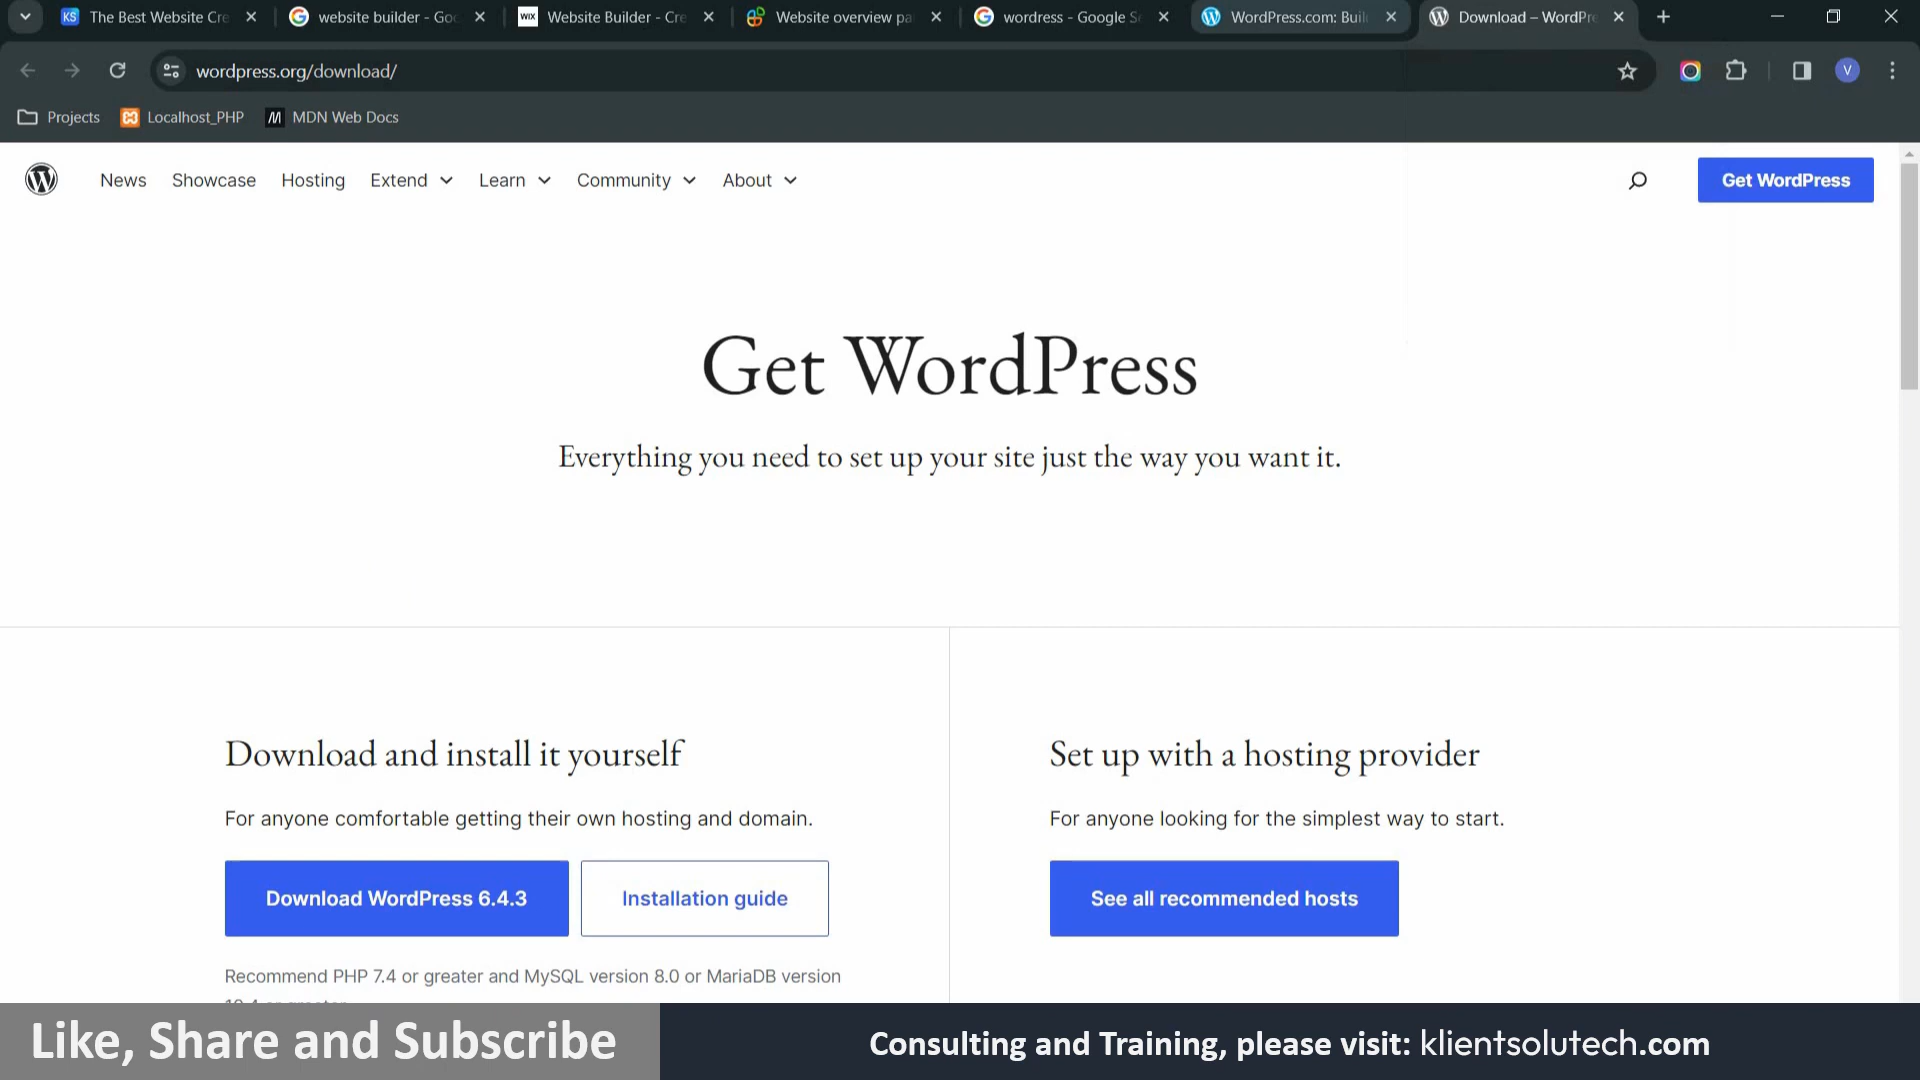 The Best Website Cre
website builder - Goo
WIX
Website Builder - Cre
Website overview pa
wordress - Google Se
WordPress.com: Buil
Download – WordPre
wordpress.org/download/
V
Projects
Localhost_PHP
MDN Web Docs
News
Showcase
Hosting
Extend
Learn
Community
About
Get WordPress
Get WordPress
Everything you need to set up your site just the way you want it.
Download and install it yourself
For anyone comfortable getting their own hosting and domain.
Download WordPress 6.4.3
Installation guide
Recommend PHP 7.4 or greater and MySQL version 8.0 or MariaDB version
Set up with a hosting provider
For anyone looking for the simplest way to start.
See all recommended hosts
Like, Share and Subscribe
Consulting and Training, please visit: klientsolutech.com